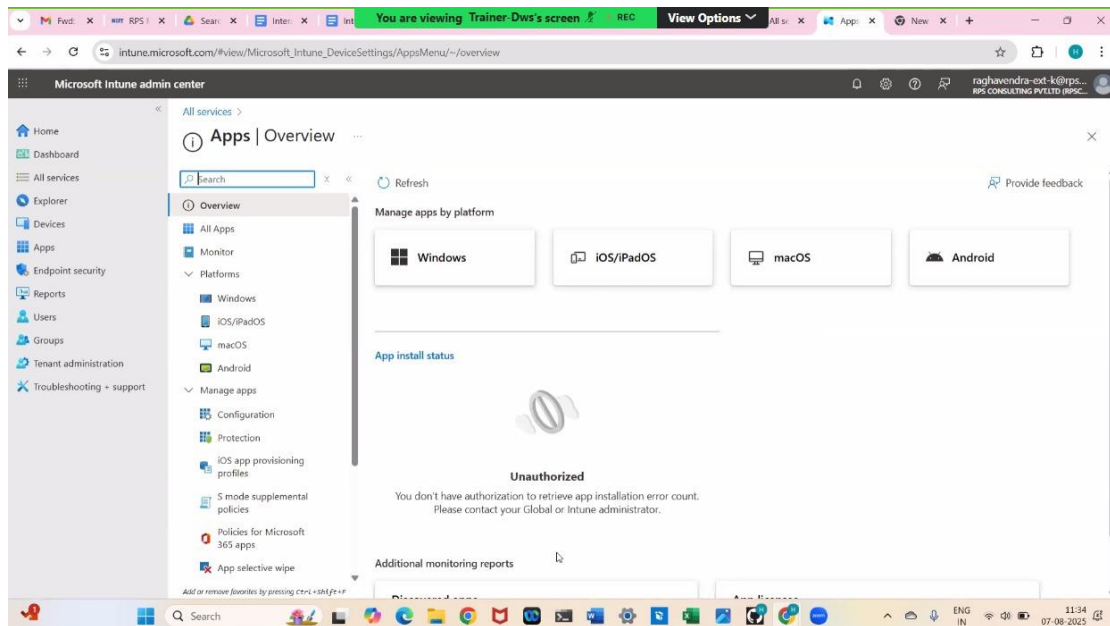 Fwd:
RPS
Searc
Inter:
Int
You are viewing Trainer-Dws's screen
REC
View Options
All se
App:
New
intune.microsoft.com/#view/Microsoft_Intune_DeviceSettings/AppsMenu/~/overview
Microsoft Intune admin center
raghavendra-ext-k@rps...
RPS CONSULTING PVT.LTD (RPSC...
Home
Dashboard
All services
Explorer
Devices
Apps
Endpoint security
Reports
Users
Groups
Tenant administration
Troubleshooting + support
All services >
Apps | Overview
Search
Overview
All Apps
Monitor
Platforms
Windows
iOS/iPadOS
macOS
Android
Manage apps
Configuration
Protection
iOS app provisioning
profiles
S mode supplemental
policies
Policies for Microsoft
365 apps
App selective wipe
Add or remove favorites by pressing Ctrl+Shift+F
Refresh
Provide feedback
Manage apps by platform
Windows
iOS/iPadOS
macOS
Android
App install status
Unauthorized
You don't have authorization to retrieve app installation error count.
Please contact your Global or Intune administrator.
Additional monitoring reports
Discovered apps
App licenses
Search
ENG
IN
11:34
07-08-2025